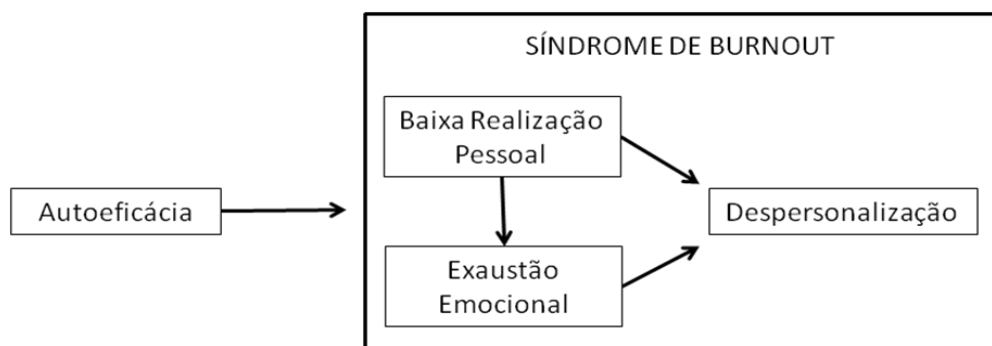 SÍNDROME DE BURNOUT
Baixa Realização
Pessoal
Autoeficácia
Despersonalização
Exaustão
Emocional